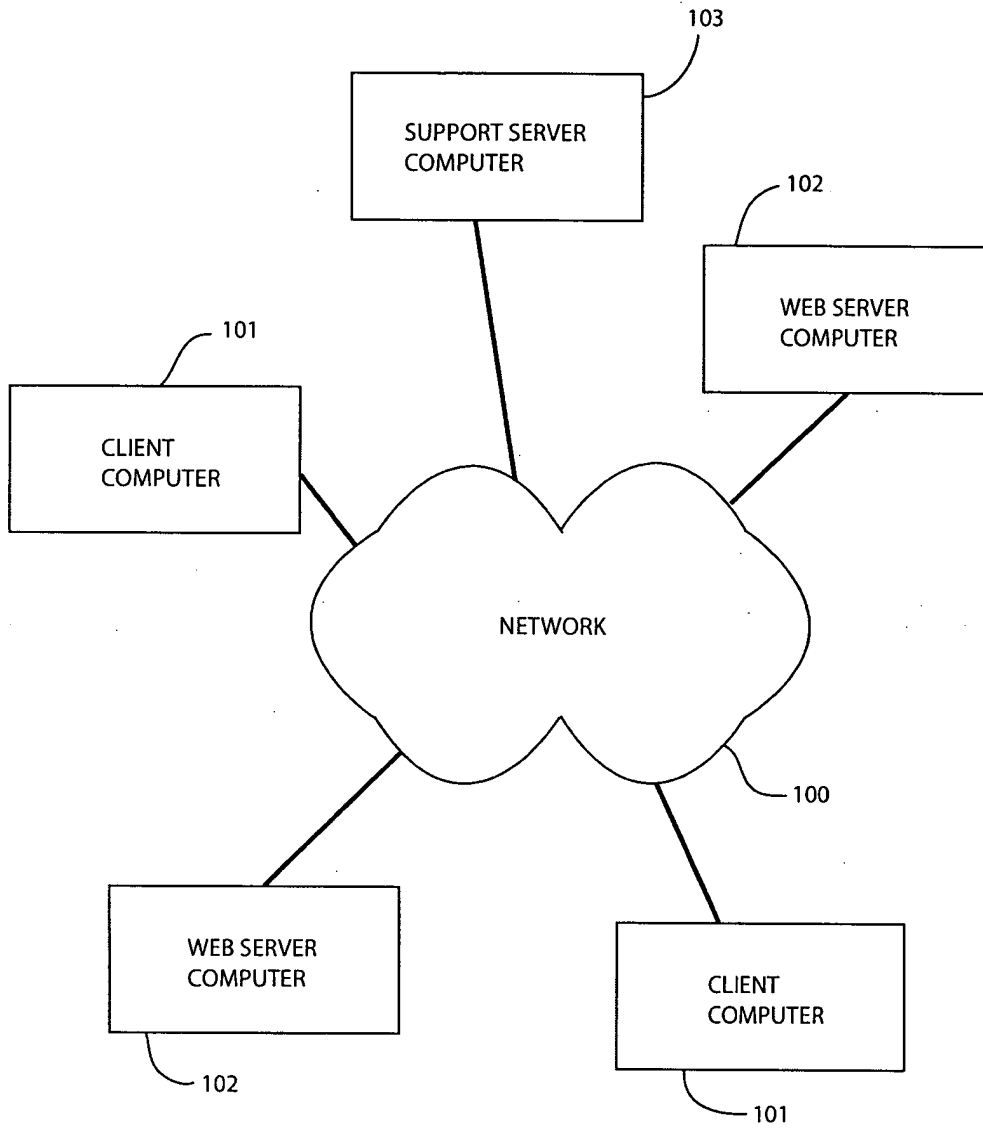 103
SUPPORT SERVER
COMPUTER
102
WEB SERVER
COMPUTER
101
CLIENT
COMPUTER
NETWORK
100
WEB SERVER
COMPUTER
102
CLIENT
COMPUTER
101